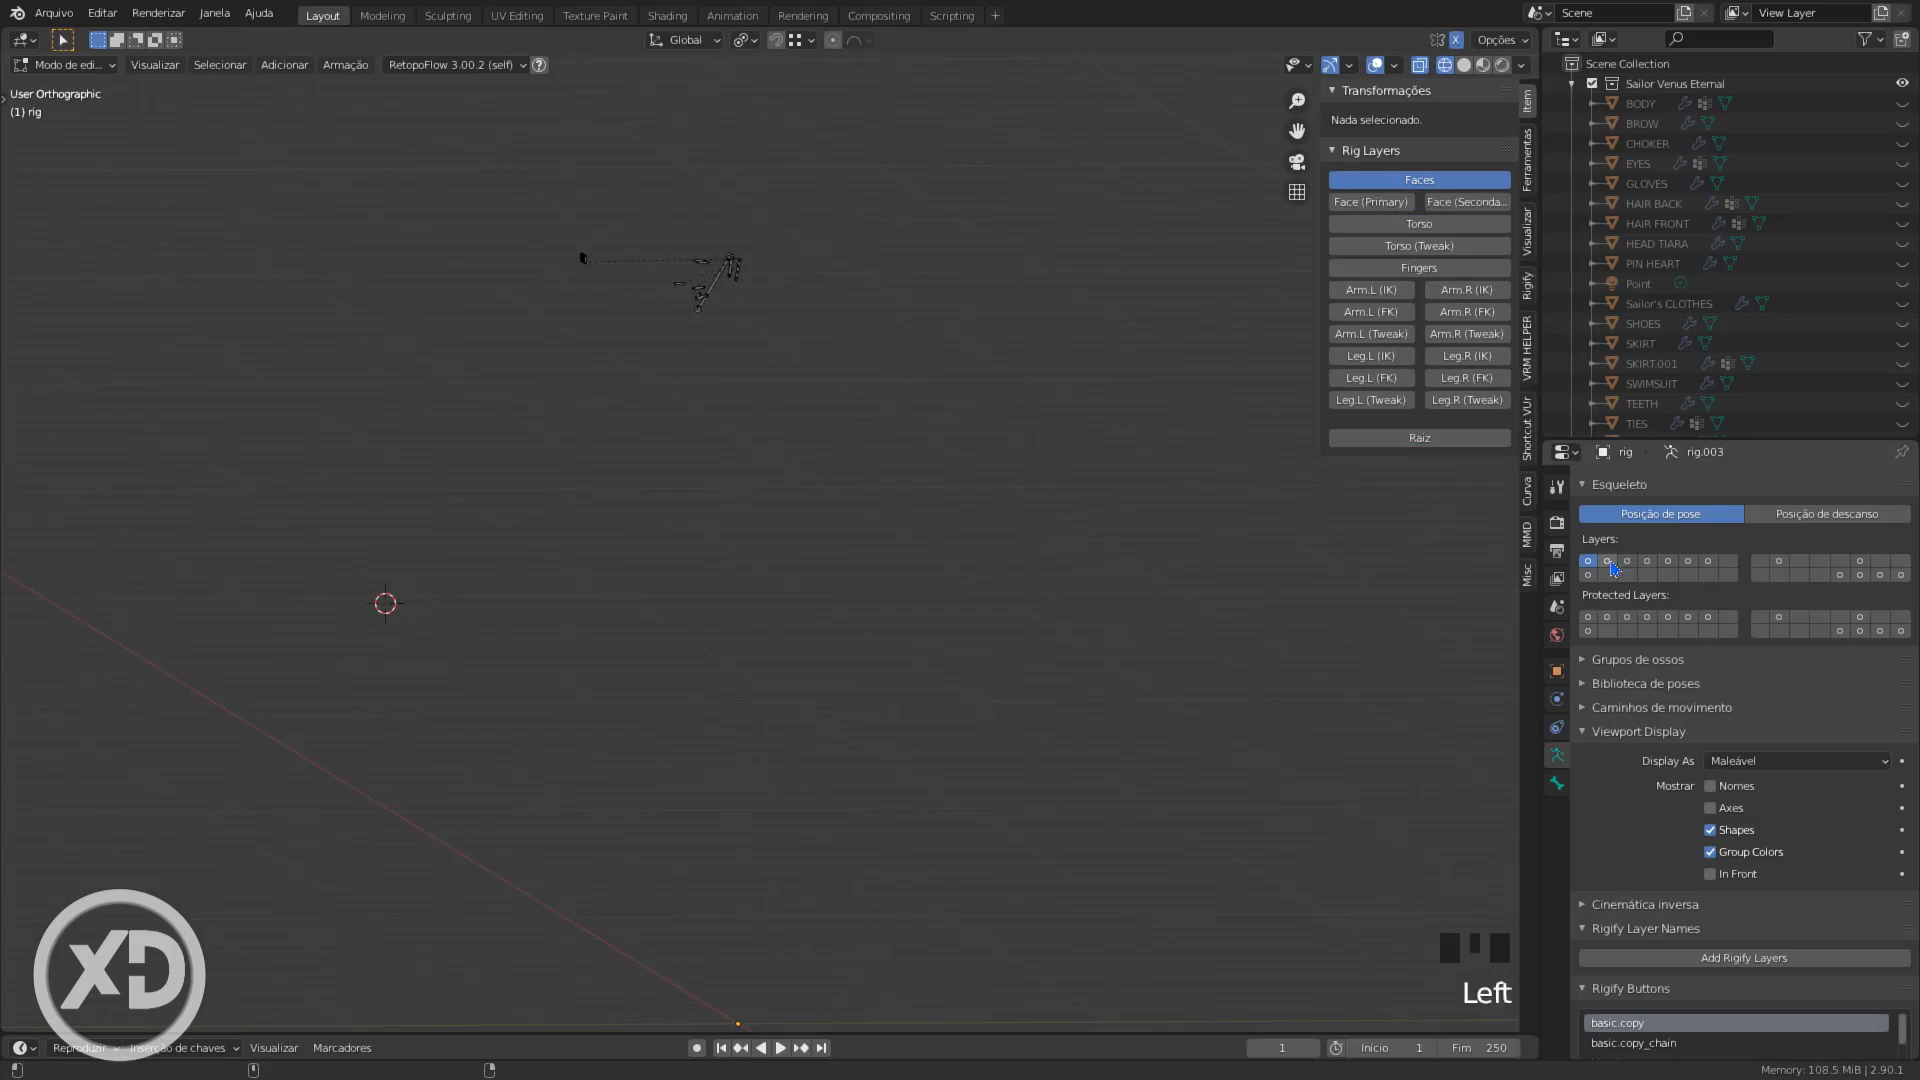 Arquivo Editar Renderizar Janela Ajuda Layout Modeling Sculpting UV Editing Texture Paint Shading Animation Rendering Compositing Scripting + Scene View Layer
Global X Opções
Modo de edi... Visualizar Selecionar Adicionar Armação RetopoFlow 3.00.2 (self) ?
User Orthographic
(1) rig
Transformações
Nada selecionado.
Rig Layers
Faces
Face (Primary) Face (Seconda...
Torso
Torso (Tweak)
Fingers
Arm.L (IK) Arm.R (IK)
Arm.L (FK) Arm.R (FK)
Arm.L (Tweak) Arm.R (Tweak)
Leg.L (IK) Leg.R (IK)
Leg.L (FK) Leg.R (FK)
Leg.L (Tweak) Leg.R (Tweak)
Raiz
Item
Ferramentas
Visualizar
Rigify
VRM HELPER
Shortcut VUr
Curva
MMD
Misc
Scene Collection
Sailor Venus Eternal
BODY
BROW
CHOKER
EYES
GLOVES
HAIR BACK
HAIR FRONT
HEAD TIARA
PIN HEART
Point
Sailor's CLOTHES
SHOES
SKIRT
SKIRT.001
SWIMSUIT
TEETH
TIES
rig rig.003
Esqueleto
Posição de pose Posição de descanso
Layers:
Protected Layers:
Grupos de ossos
Biblioteca de poses
Caminhos de movimento
Viewport Display
Display As Maleável
Mostrar Nomes
Axes
Shapes
Group Colors
In Front
Cinemática inversa
Rigify Layer Names
Add Rigify Layers
Rigify Buttons
basic.copy
basic.copy_chain
XD
Left
Reproduzir Inserção de chaves Visualizar Marcadores 1 Início 1 Fim 250
Memory: 108.5 MiB | 2.90.1